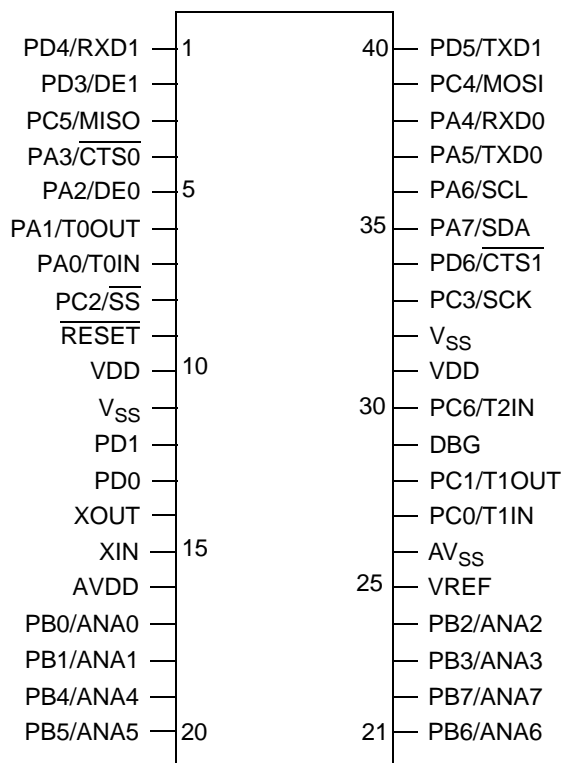 PD4/RXD1 1 40 PD5/TXD1
PD3/DE1 PC4/MOSI
PC5/MISO PA4/RXD0
PA3/CTS0 PA5/TXD0
PA2/DE0 5 PA6/SCL
PA1/T0OUT 35 PA7/SDA
PA0/T0IN PD6/CTS1
PC2/SS PC3/SCK
RESET VSS
VDD 10 VDD
VSS 30 PC6/T2IN
PD1 DBG
PD0 PC1/T1OUT
XOUT PC0/T1IN
XIN 15 AVSS
AVDD 25 VREF
PB0/ANA0 PB2/ANA2
PB1/ANA1 PB3/ANA3
PB4/ANA4 PB7/ANA7
PB5/ANA5 20 21 PB6/ANA6